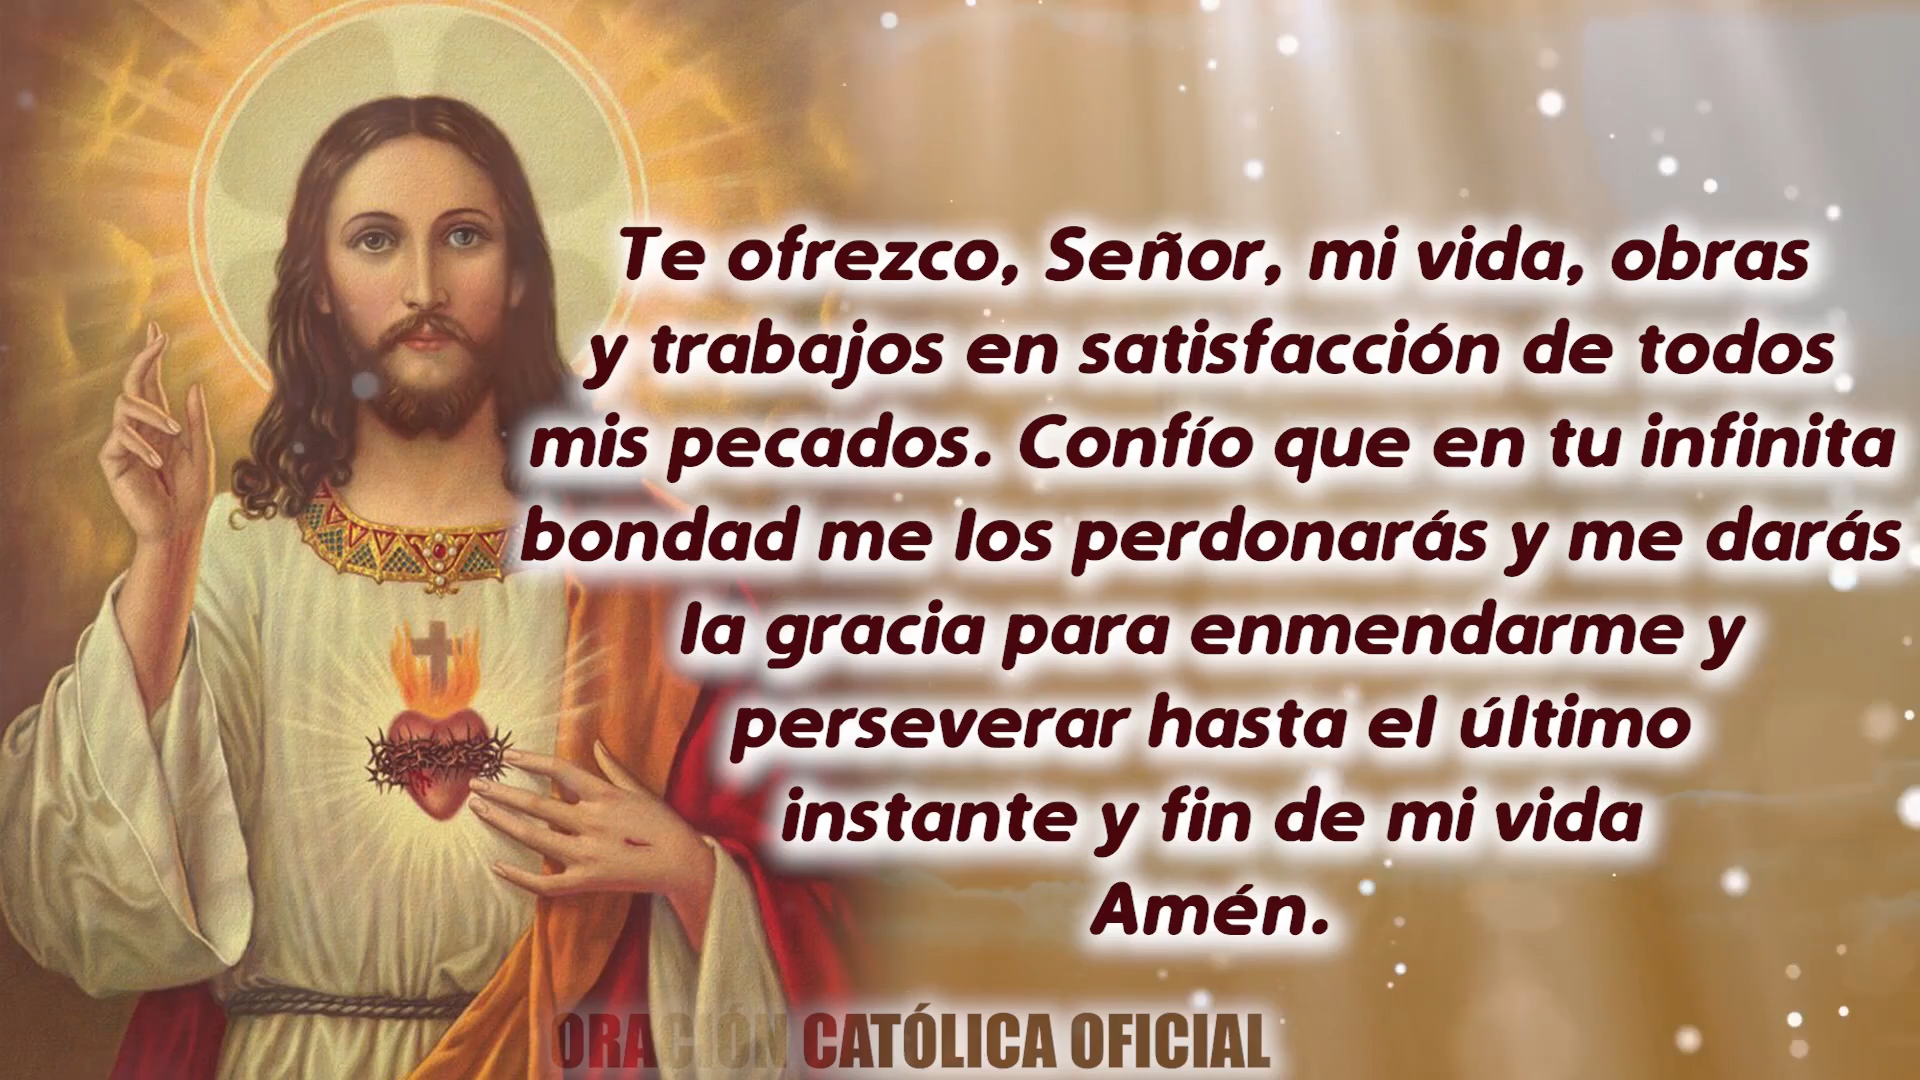 Te ofrezco, Señor, mi vida, obras
y trabajos en satisfacción de todos
mis pecados. Confío que en tu infinita
bondad me los perdonarás y me darás
la gracia para enmendarme y
perseverar hasta el último
instante y fin de mi vida
Amén.
ORACIÓN CATÓLICA OFICIAL